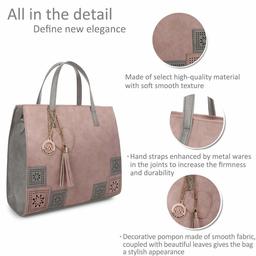 All in the detail
Define new elegance
Made of select high-quality material
with soft smooth texture
Hand straps enhanced by metal wares
in the joints to increase the firmness
and durability
Decorative pompon made of smooth fabric,
coupled with beautiful leaves gives the bag
a stylish appearance